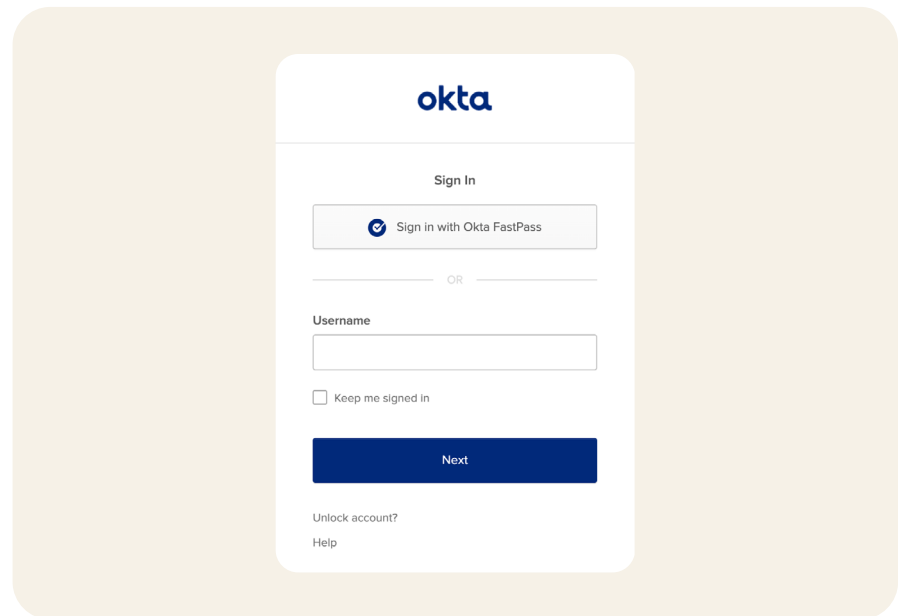 okta
Sign In
Sign in with Okta FastPass
OR
Username
Keep me signed in
Next
Unlock account?
Help